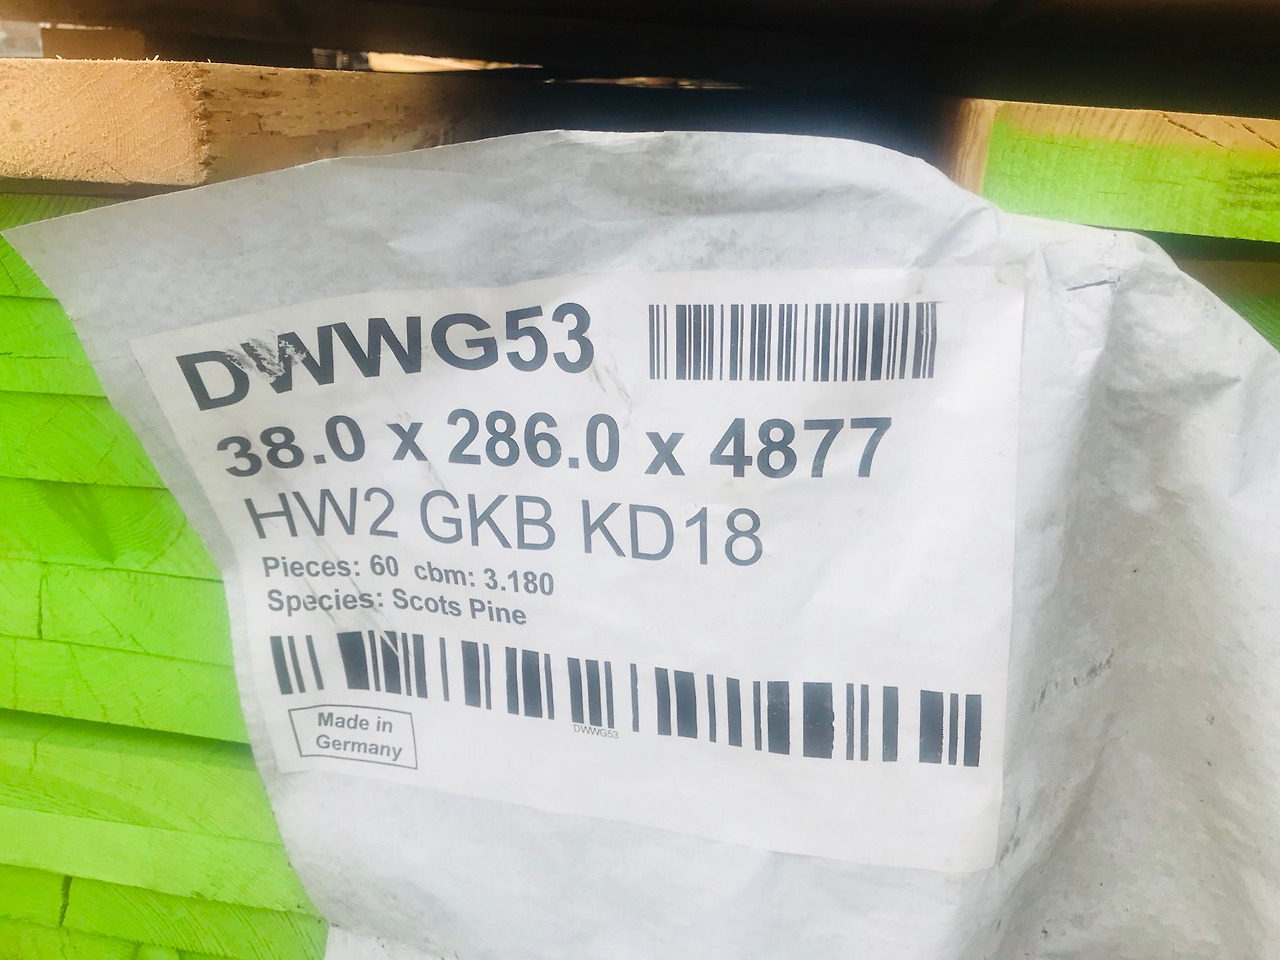 DWWG53
38.0 x 286.0 x 4877
HW2 GKB KD18
Pieces: 60 cbm: 3.180
Species: Scots Pine
DWWG53
Made in
Germany